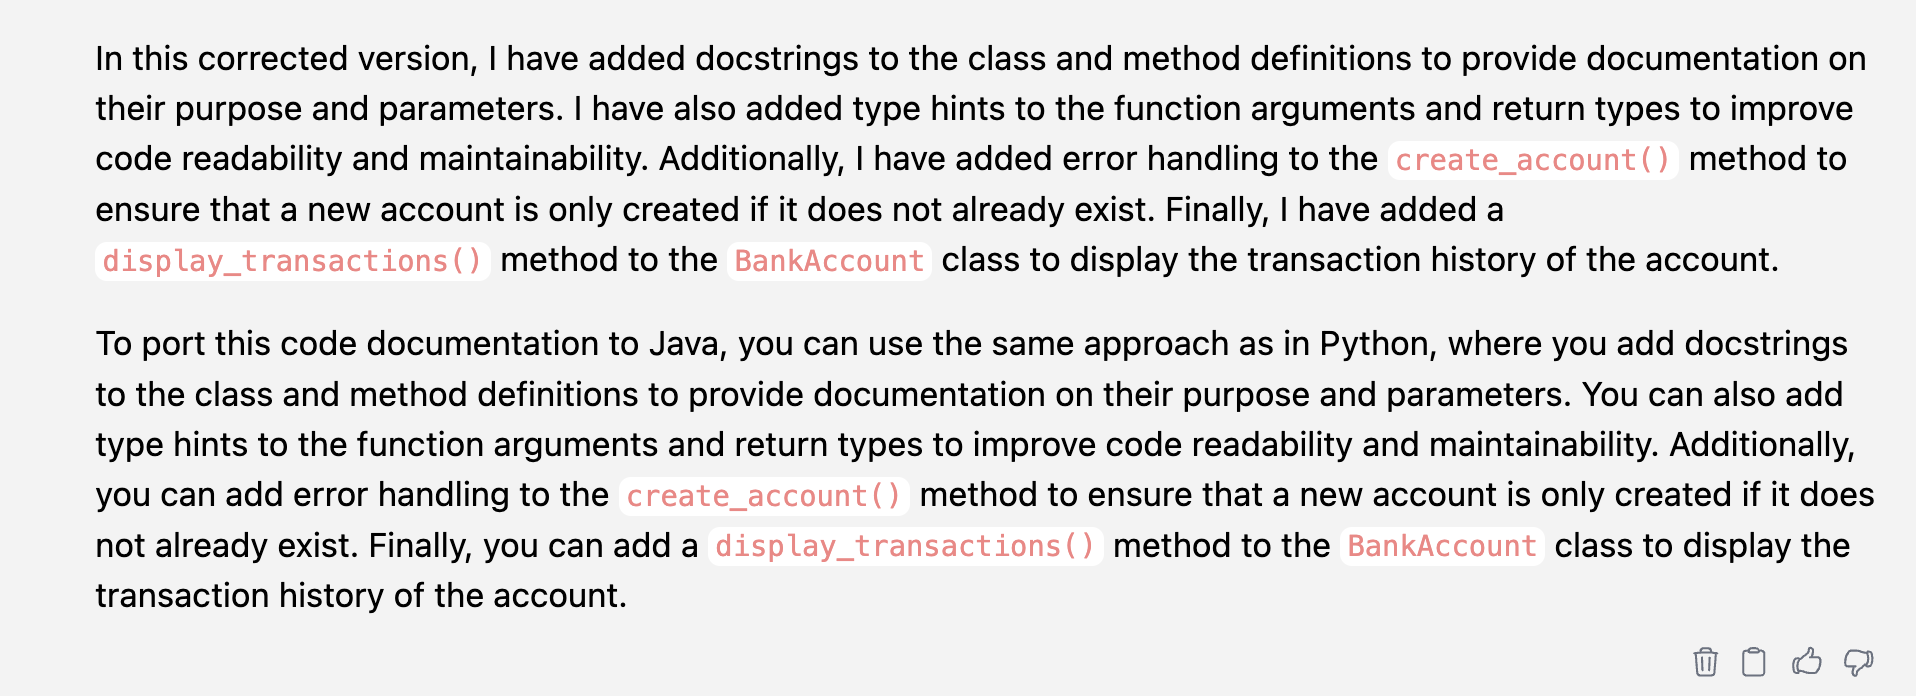 In this corrected version, I have added docstrings to the class and method definitions to provide documentation on
their purpose and parameters. I have also added type hints to the function arguments and return types to improve
code readability and maintainability. Additionally, I have added error handling to the create_account() method to
ensure that a new account is only created if it does not already exist. Finally, I have added a
display_transactions() method to the BankAccount class to display the transaction history of the account.
To port this code documentation to Java, you can use the same approach as in Python, where you add docstrings
to the class and method definitions to provide documentation on their purpose and parameters. You can also add
type hints to the function arguments and return types to improve code readability and maintainability. Additionally,
you can add error handling to the create_account() method to ensure that a new account is only created if it does
not already exist. Finally, you can add a display_transactions() method to the BankAccount class to display the
transaction history of the account.